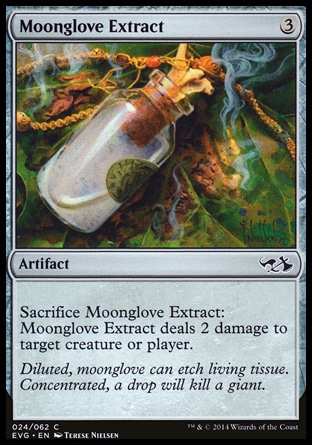 Moonglove Extract 3
Artifact
Sacrifice Moonglove Extract:
Moonglove Extract deals 2 damage to
target creature or player.
Diluted, moonglove can etch living tissue.
Concentrated, a drop will kill a giant.
024/062 C
EVG • EN Terese Nielsen
™ & © 2014 Wizards of the Coast